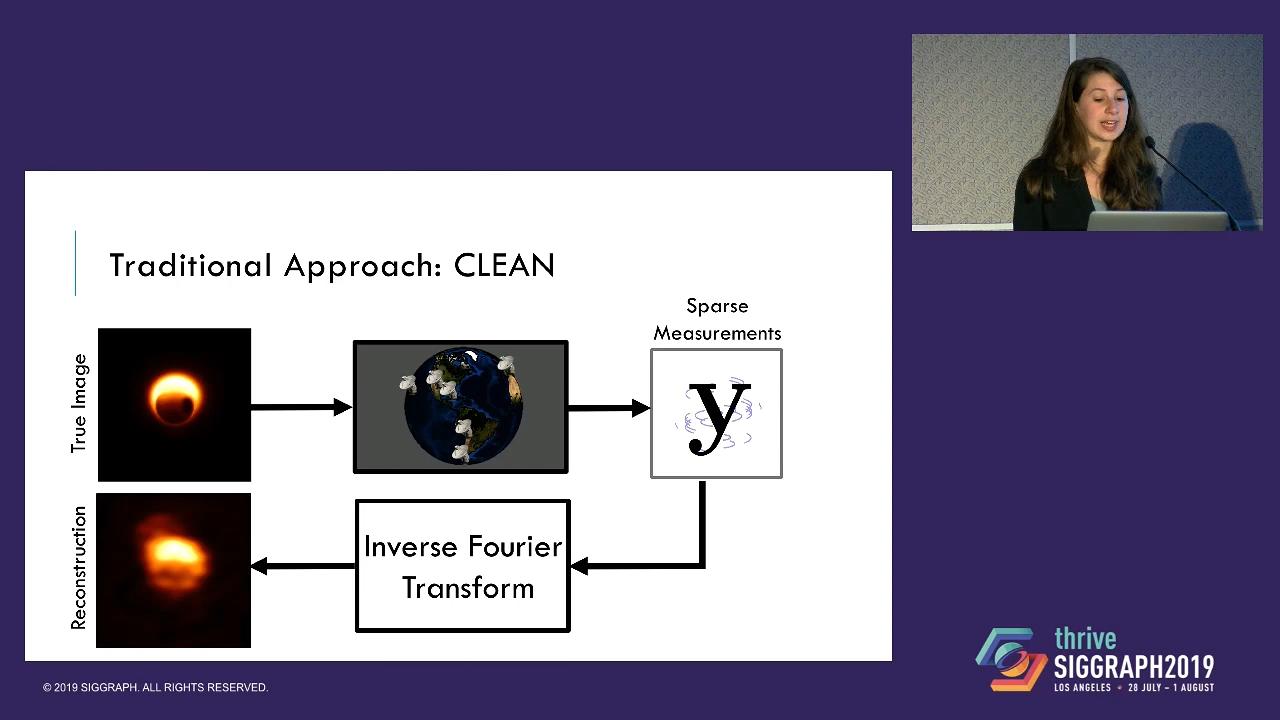 Traditional Approach: CLEAN
Sparse
Measurements
True Image
y
Reconstruction
Inverse Fourier
Transform
thrive
SIGGRAPH2019
LOS ANGELES • 28 JULY – 1 AUGUST
© 2019 SIGGRAPH. ALL RIGHTS RESERVED.